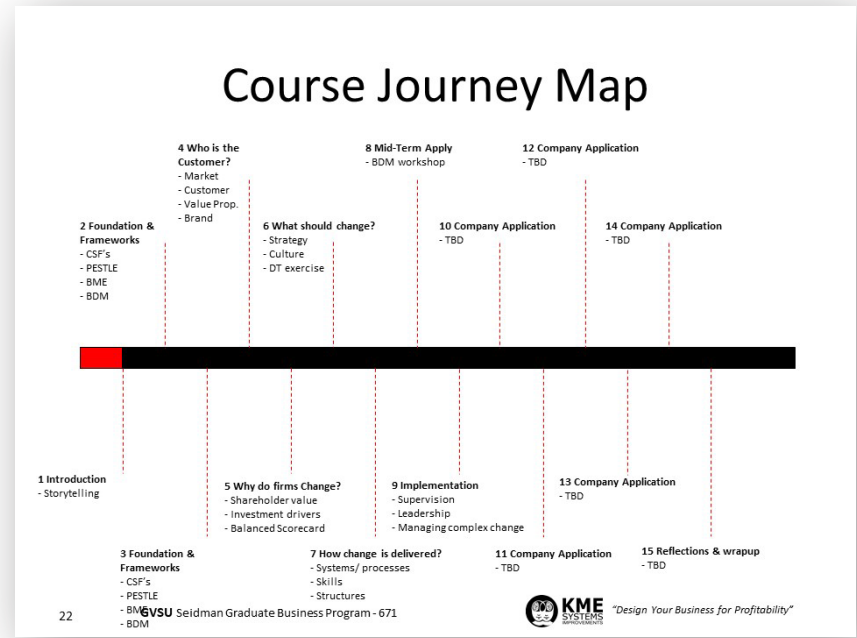 Course Journey Map
4 Who is the
Customer?
- Market
- Customer
- Value Prop.
- Brand
8 Mid-Term Apply
- BDM workshop
12 Company Application
- TBD
2 Foundation &
Frameworks
- CSF's
- PESTLE
- BME
- BDM
6 What should change?
- Strategy
- Culture
- DT exercise
10 Company Application
- TBD
14 Company Application
- TBD
1 Introduction
- Storytelling
5 Why do firms Change?
- Shareholder value
- Investment drivers
- Balanced Scorecard
9 Implementation
- Supervision
- Leadership
- Managing complex change
13 Company Application
- TBD
3 Foundation &
Frameworks
- CSF's
- PESTLE
- BME
- BDM
7 How change is delivered?
- Systems/ processes
- Skills
- Structures
11 Company Application
- TBD
15 Reflections & wrapup
- TBD
22
GVSU Seidman Graduate Business Program - 671
KME
SYSTEMS
IMPROVEMENTS
"Design Your Business for Profitability"